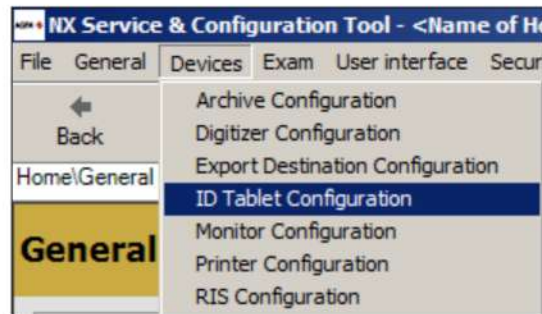 NX Service & Configuration Tool - <Name of H
File General Devices Exam User interface Secur
Back
Home\General
General
Archive Configuration
Digitizer Configuration
Export Destination Configuration
ID Tablet Configuration
Monitor Configuration
Printer Configuration
RIS Configuration